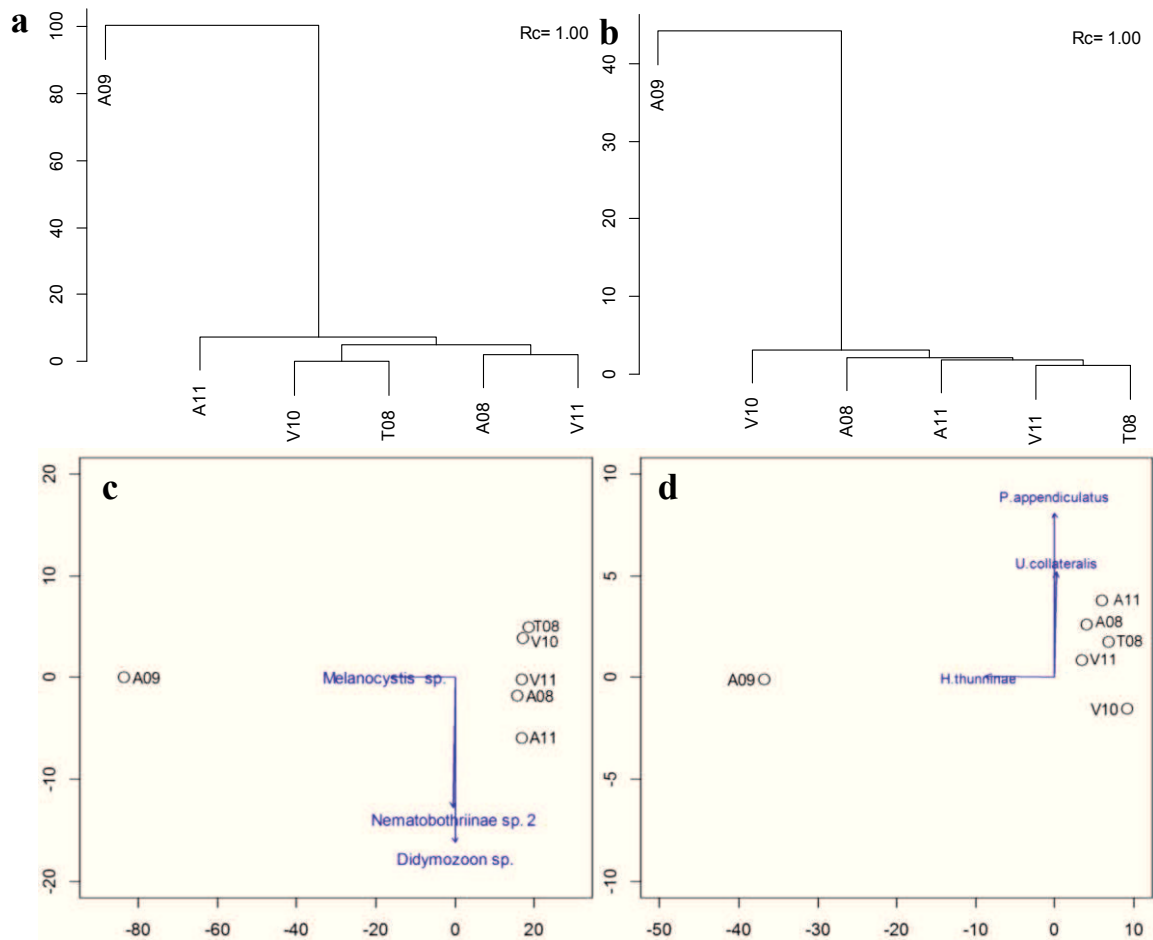 a
Rc= 1.00
100
80
60
40
20
0
A09
A11
V10
T08
A08
V11
b
Rc= 1.00
40
30
20
10
0
A09
V10
A08
A11
V11
T08
c
20
10
0
-10
-20
T08
V10
A09
Melanocystis sp.
V11
A08
A11
Nematobothriinae sp. 2
Didymozoon sp.
-80 -60 -40 -20 0 20
d
10
5
0
-5
-10
P.appendiculatus
U.collateralis
A11
A08
T08
V11
A09
H.thunninae
V10
-50 -40 -30 -20 -10 0 10